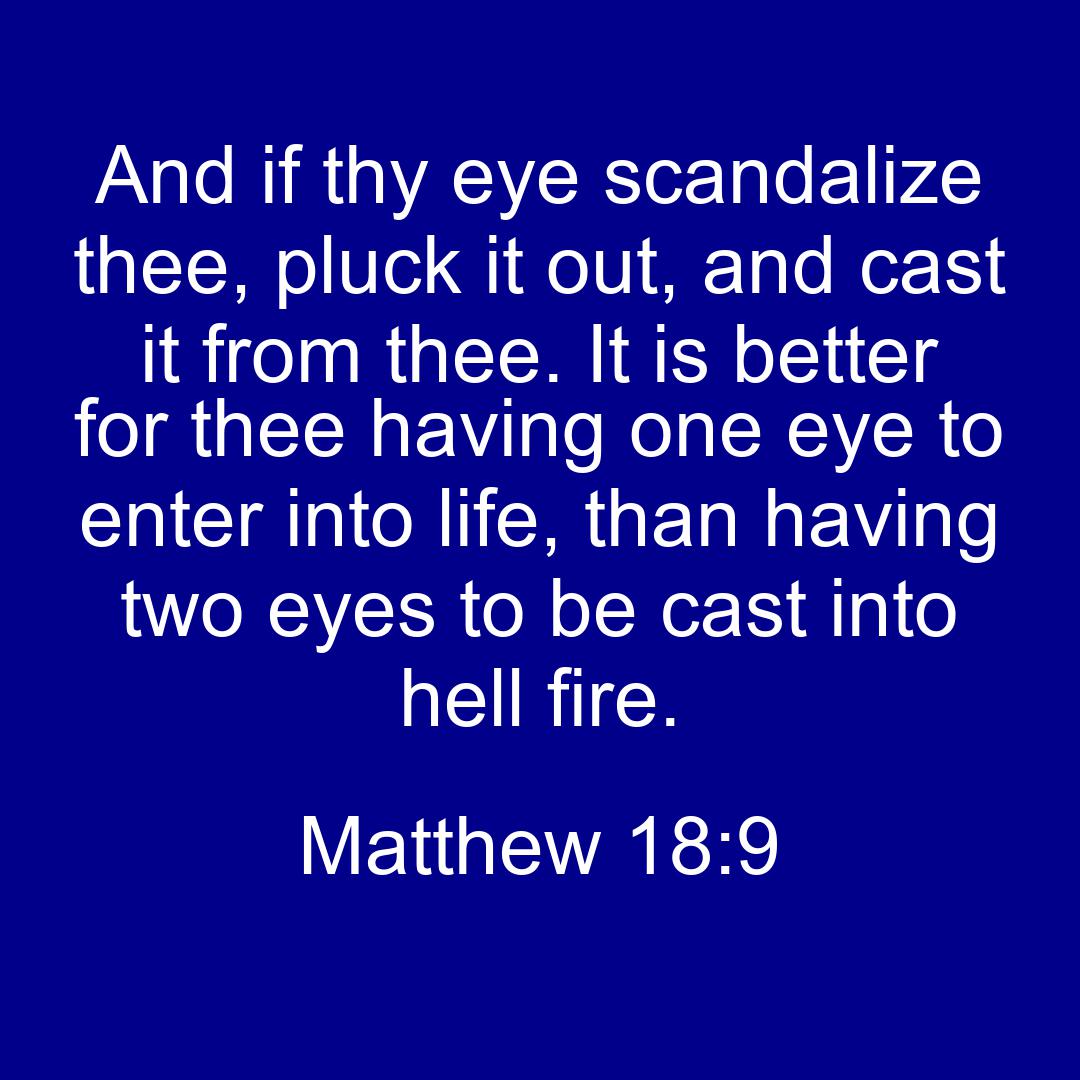 And if thy eye scandalize
thee, pluck it out, and cast
it from thee. It is better
for thee having one eye to
enter into life, than having
two eyes to be cast into
hell fire.
Matthew 18:9